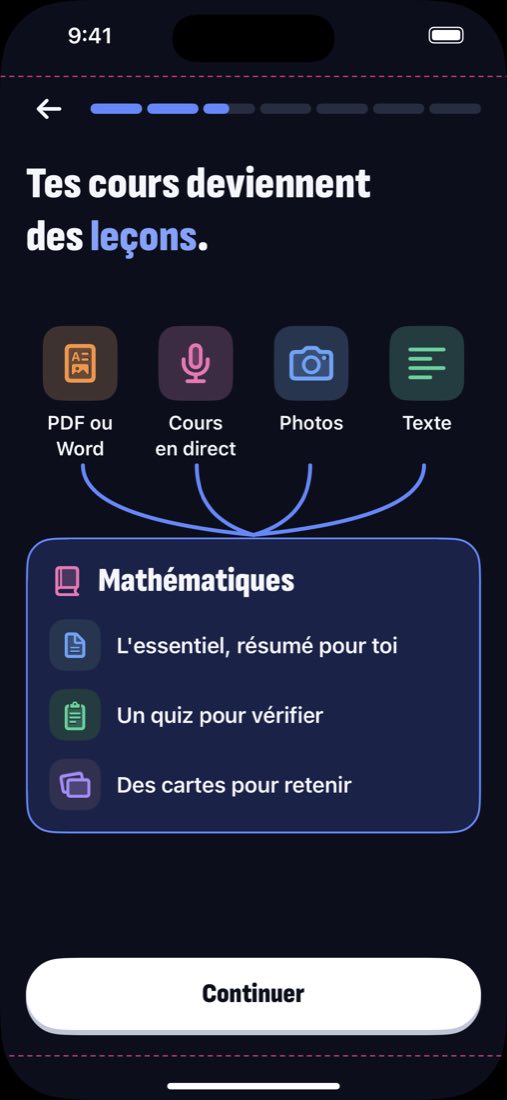 9:41
Tes cours deviennent
des leçons.
PDF ou
Word
Cours
en direct
Photos
Texte
Mathématiques
L'essentiel, résumé pour toi
Un quiz pour vérifier
Des cartes pour retenir
Continuer